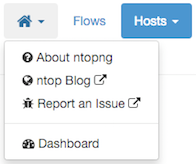 Flows Hosts
About ntopng
ntop Blog
Report an Issue
Dashboard